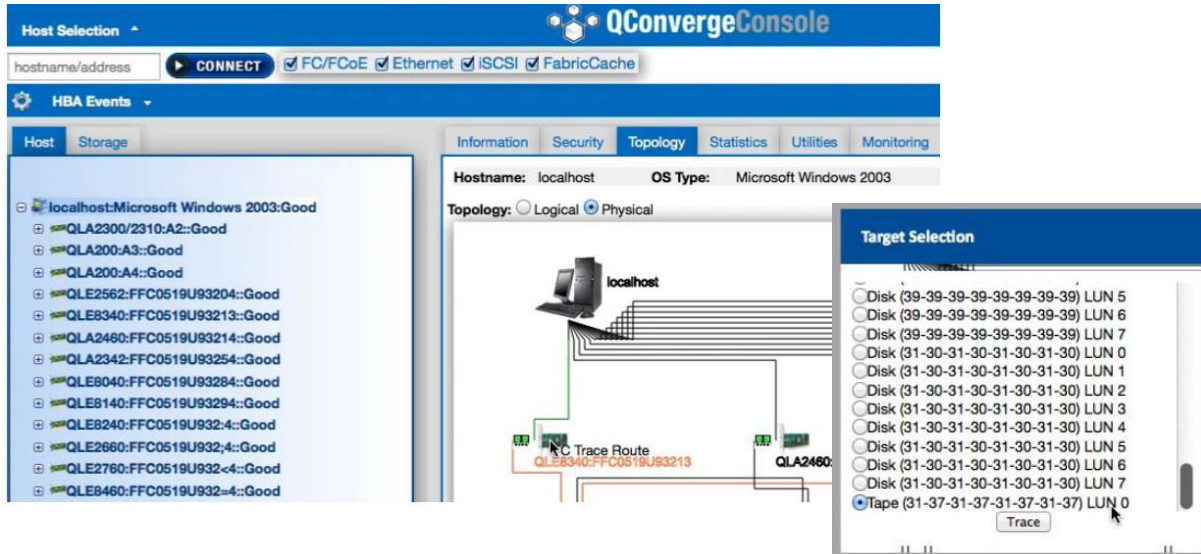 Host Selection
QConvergeConsole
hostname/address
CONNECT
FC/FCoE
Ethernet
iSCSI
FabricCache
HBA Events
Host
Storage
localhost:Microsoft Windows 2003:Good
QLA2300/2310:A2::Good
QLA200:A3::Good
QLA200:A4::Good
QLE2562:FFC0519U93204::Good
QLE8340:FFC0519U93213::Good
QLA2460:FFC0519U93214::Good
QLA2342:FFC0519U93254::Good
QLE8040:FFC0519U93284::Good
QLE8140:FFC0519U93294::Good
QLE8240:FFC0519U932:4::Good
QLE2660:FFC0519U932;4::Good
QLE2760:FFC0519U932<4::Good
QLE8460:FFC0519U932=4::Good
Information
Security
Topology
Statistics
Utilities
Monitoring
Hostname: localhost
OS Type: Microsoft Windows 2003
Topology: Logical Physical
localhost
C Trace Route
QLE8340:FFC0519U93213
QLA2460:
Target Selection
Disk (39-39-39-39-39-39-39-39) LUN 5
Disk (39-39-39-39-39-39-39-39) LUN 6
Disk (39-39-39-39-39-39-39-39) LUN 7
Disk (31-30-31-30-31-30-31-30) LUN 0
Disk (31-30-31-30-31-30-31-30) LUN 1
Disk (31-30-31-30-31-30-31-30) LUN 2
Disk (31-30-31-30-31-30-31-30) LUN 3
Disk (31-30-31-30-31-30-31-30) LUN 4
Disk (31-30-31-30-31-30-31-30) LUN 5
Disk (31-30-31-30-31-30-31-30) LUN 6
Disk (31-30-31-30-31-30-31-30) LUN 7
Tape (31-37-31-37-31-37-31-37) LUN 0
Trace